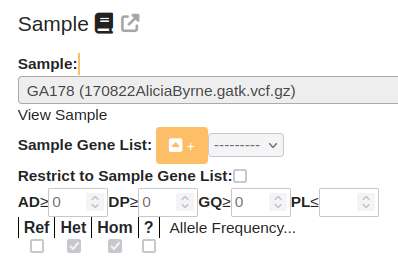 Sample
Sample:
GA178 (170822AliciaByrne.gatk.vcf.gz)
View Sample
Sample Gene List: + ---------
Restrict to Sample Gene List:
AD≥ 0 DP≥ 0 GQ≥ 0 PL≤
Ref Het Hom ? Allele Frequency...